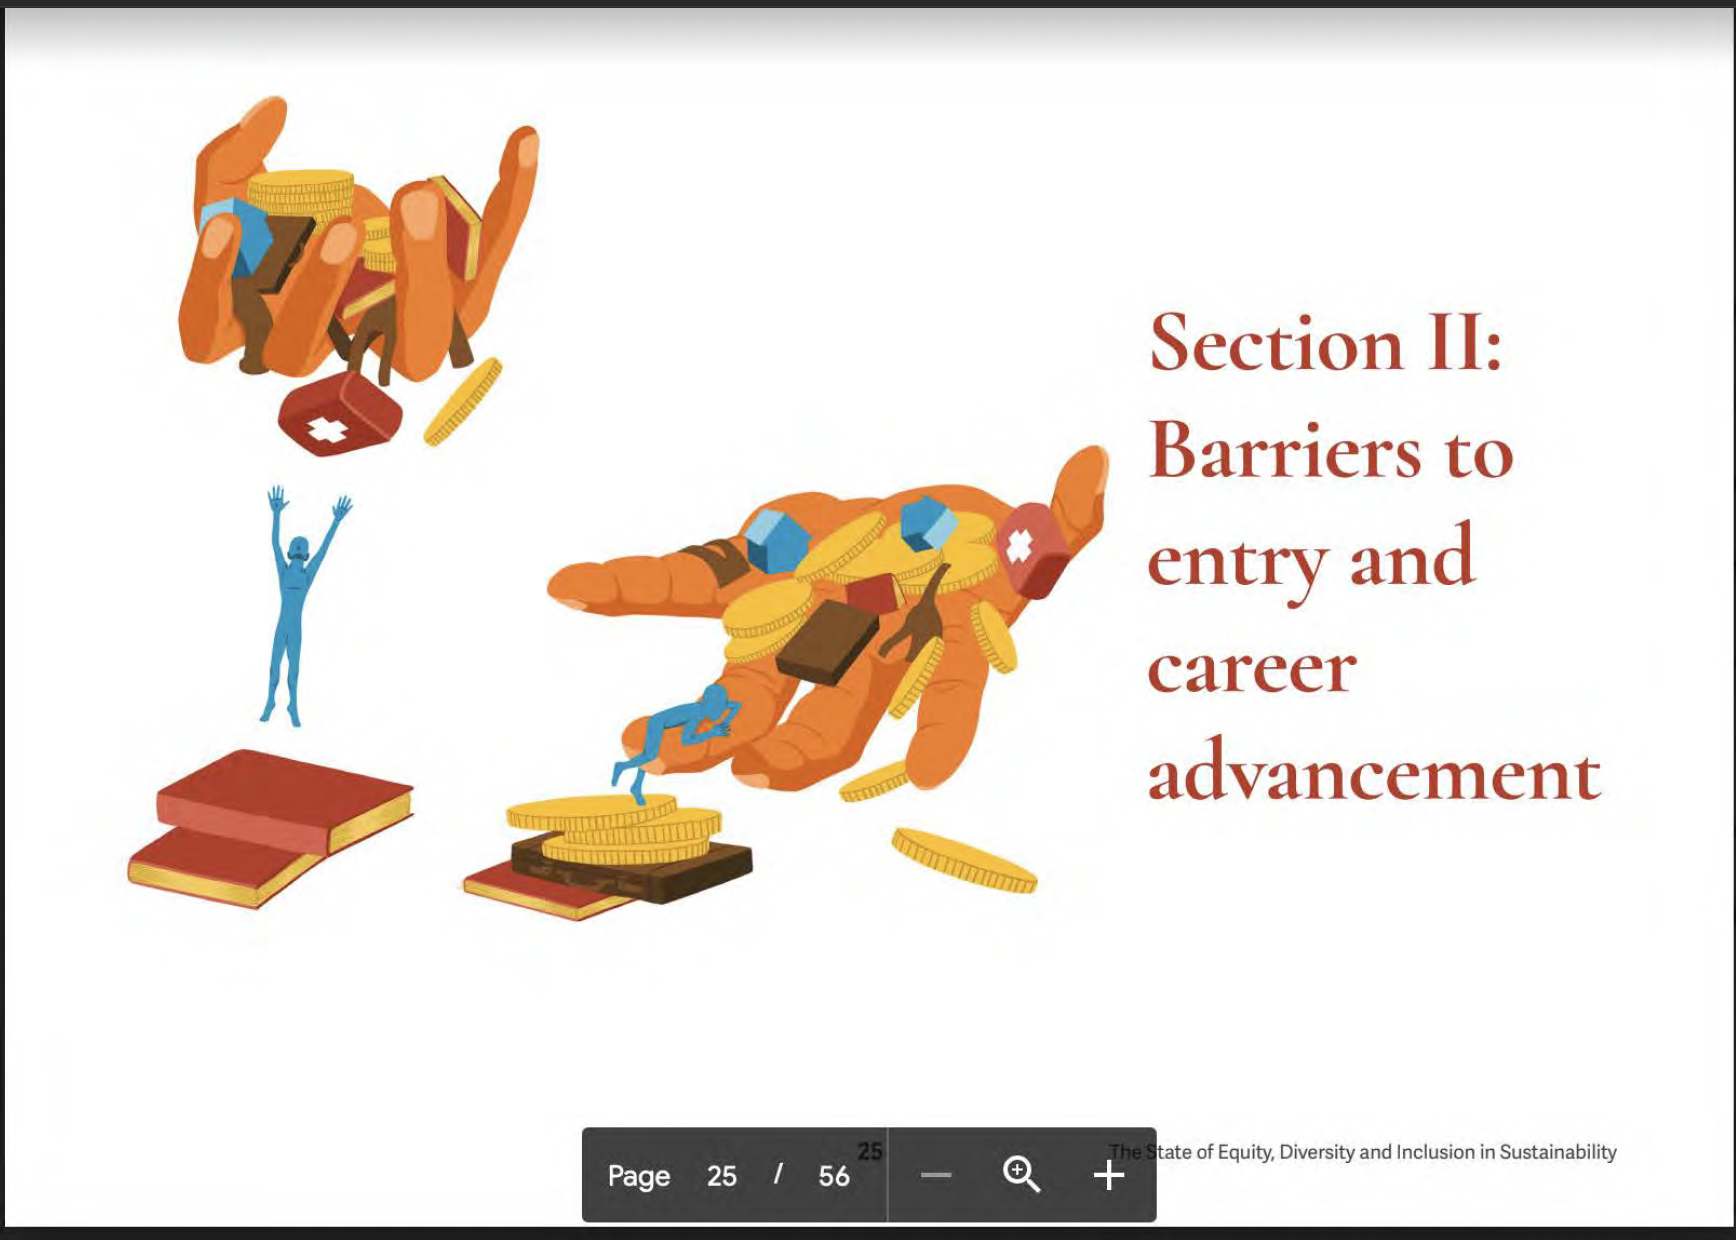 Section II:
Barriers to
entry and
career
advancement
25
The State of Equity, Diversity and Inclusion in Sustainability
Page 25 / 56